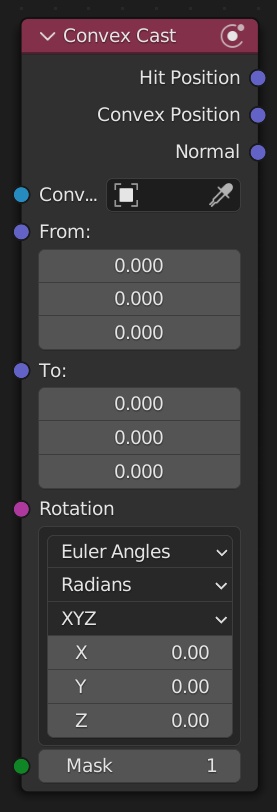 Convex Cast
Hit Position
Convex Position
Normal
Conv...
From:
0.000
0.000
0.000
To:
0.000
0.000
0.000
Rotation
Euler Angles
Radians
XYZ
X 0.00
Y 0.00
Z 0.00
Mask 1